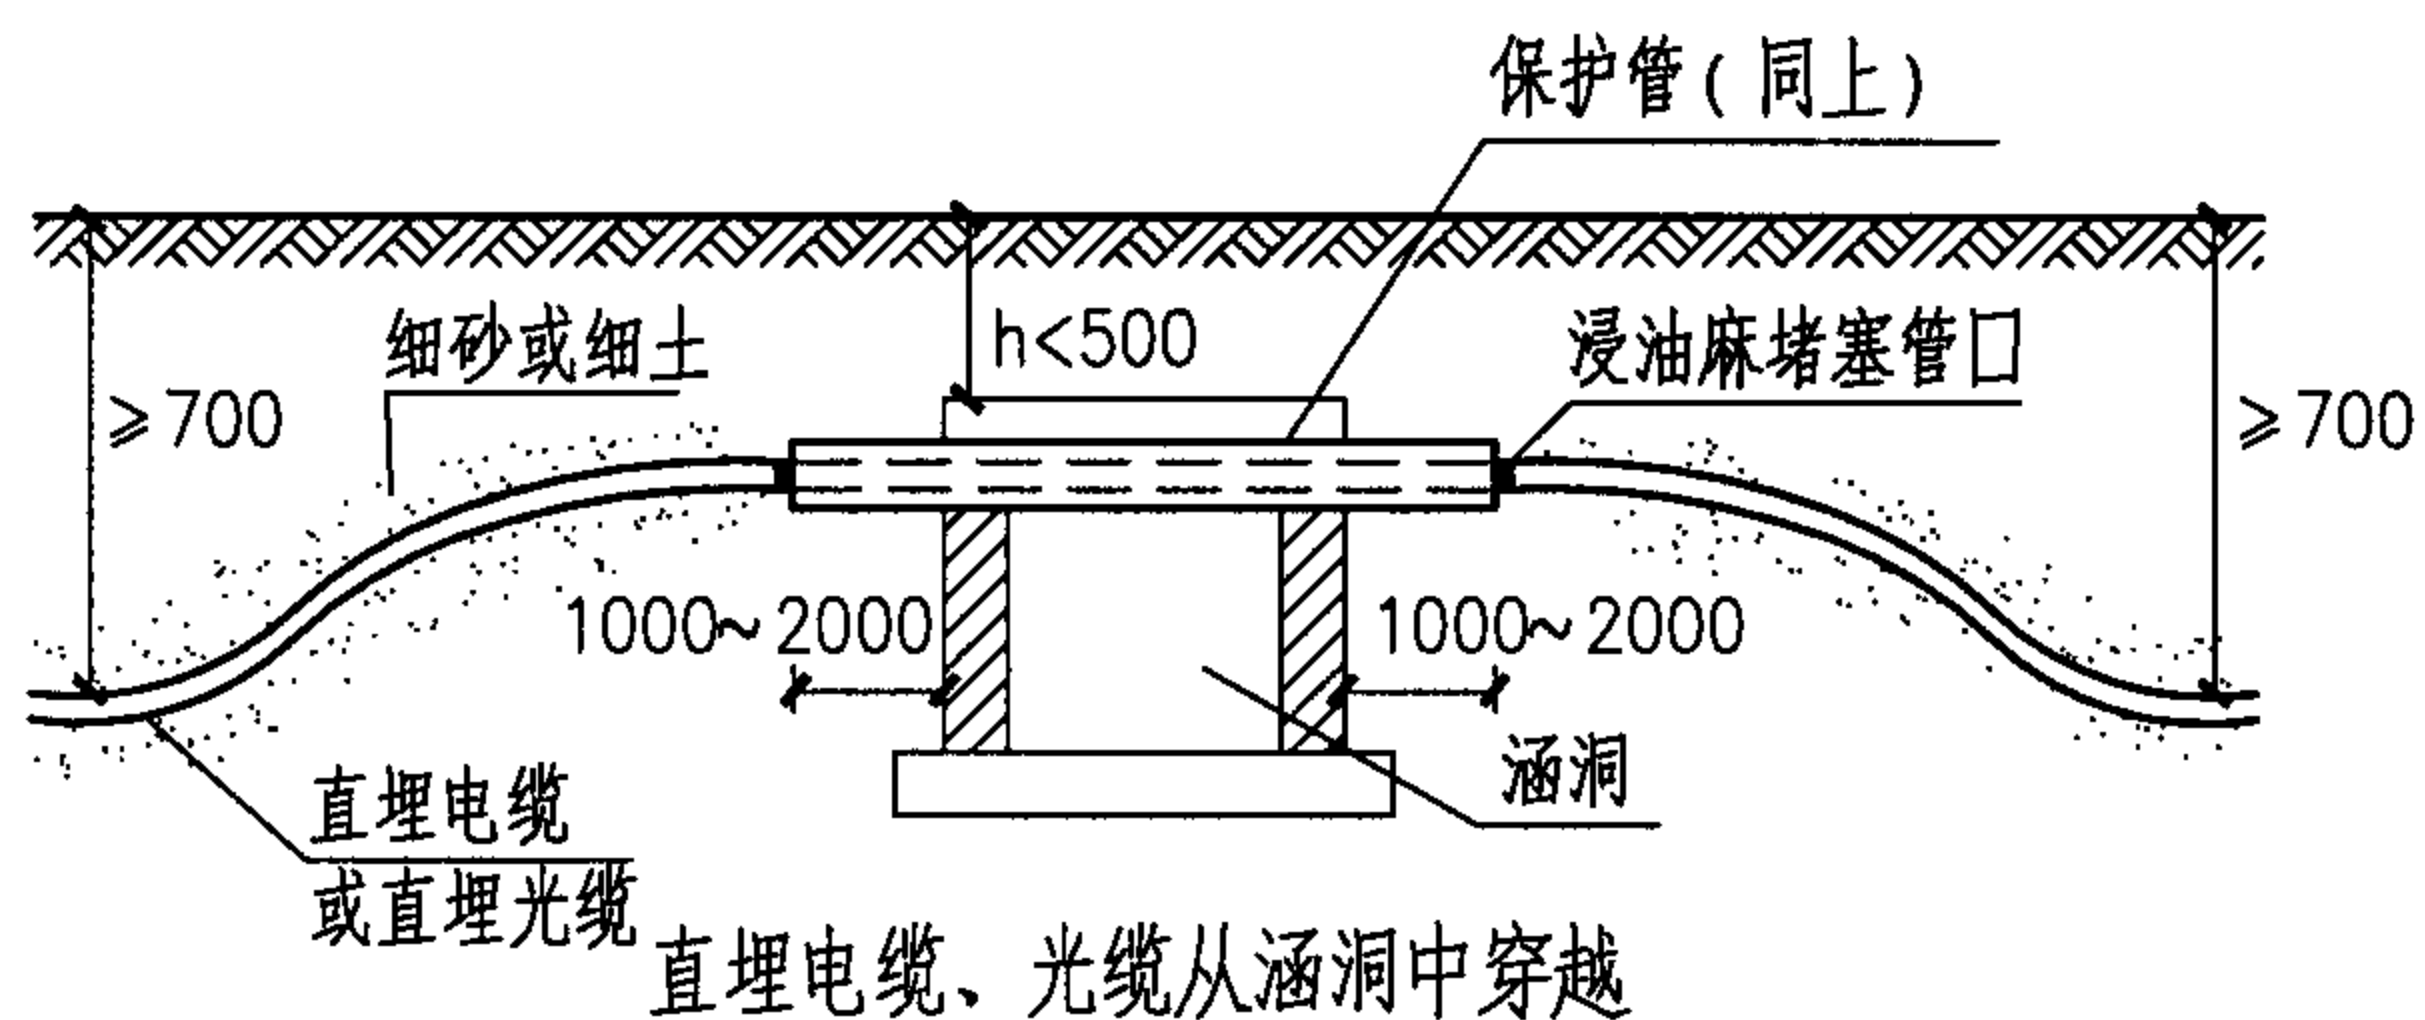 保护管(同上)
细砂或细土
h<500
浸油麻堵塞管口
≥700
≥700
1000~2000
1000~2000
涵洞
直埋电缆
或直埋光缆
直埋电缆、光缆从涵洞中穿越